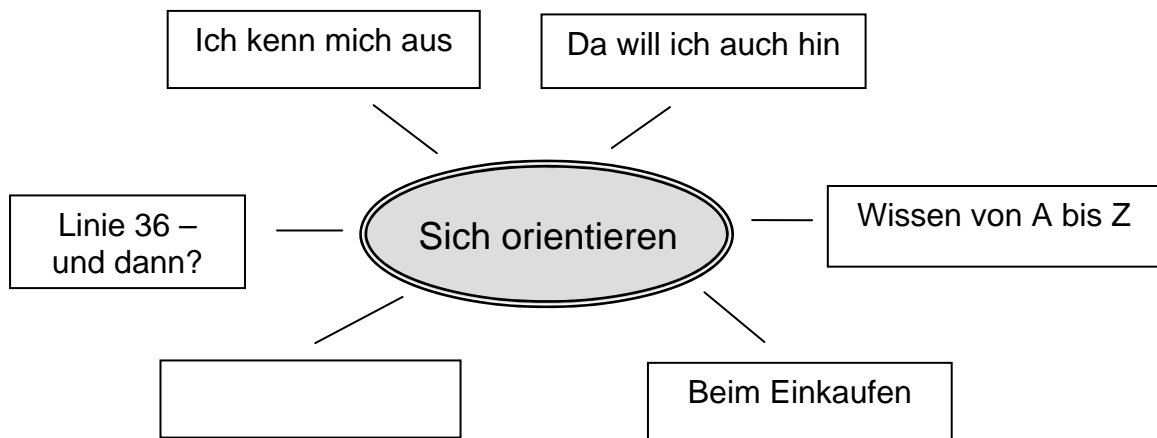 Ich kenn mich aus
Da will ich auch hin
Linie 36 –
und dann?
Sich orientieren
Wissen von A bis Z
Beim Einkaufen